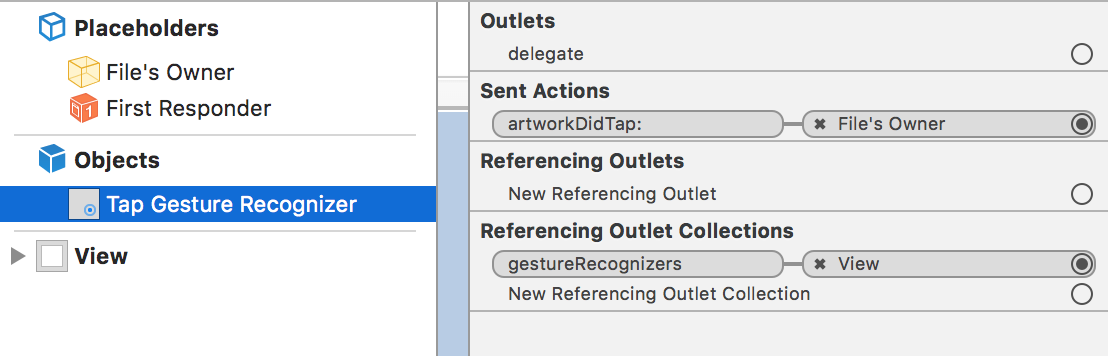 Placeholders
File's Owner
First Responder
Objects
Tap Gesture Recognizer
View
Outlets
delegate
Sent Actions
artworkDidTap: File's Owner
Referencing Outlets
New Referencing Outlet
Referencing Outlet Collections
gestureRecognizers View
New Referencing Outlet Collection